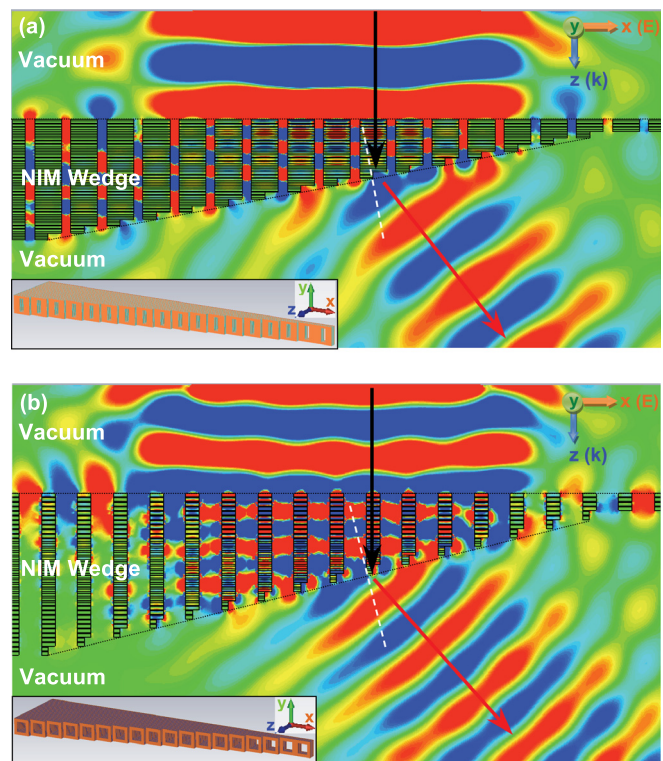 (a)
Vacuum
y x (E)
z (k)
NIM Wedge
Vacuum
y
z x
(b)
Vacuum
y x (E)
z (k)
NIM Wedge
Vacuum
y
z x